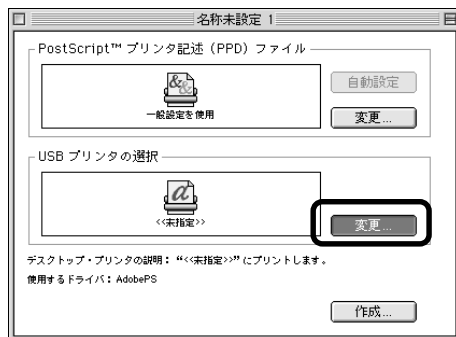 名称未設定 1
PostScript™ プリンタ記述（PPD）ファイル
一般設定を使用
自動設定
変更...
USB プリンタの選択
<<未指定>>
変更...
デスクトップ・プリンタの説明： “<<未指定>>” にプリントします。
使用するドライバ： AdobePS
作成...